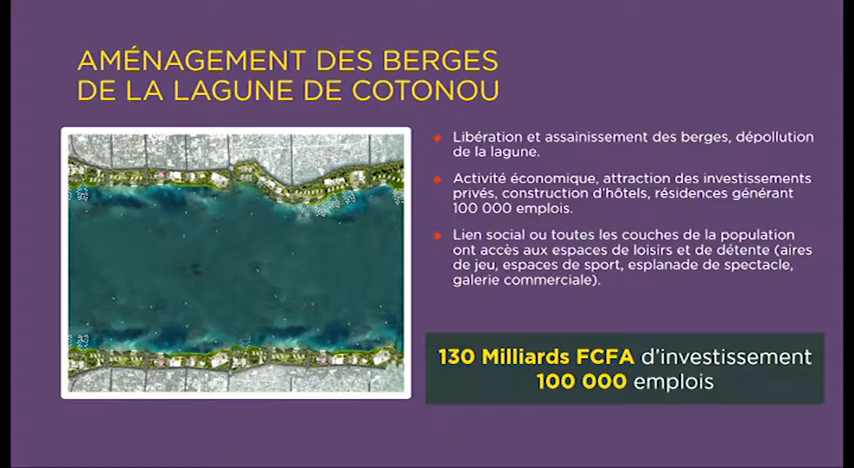 AMÉNAGEMENT DES BERGES
DE LA LAGUNE DE COTONOU
Libération et assainissement des berges, dépollution
de la lagune.
Activité économique, attraction des investissements
privés, construction d'hôtels, résidences générant
100 000 emplois.
Lien social ou toutes les couches de la population
ont accès aux espaces de loisirs et de détente (aires
de jeu, espaces de sport, esplanade de spectacle,
galerie commerciale).
130 Milliards FCFA d'investissement
100 000 emplois